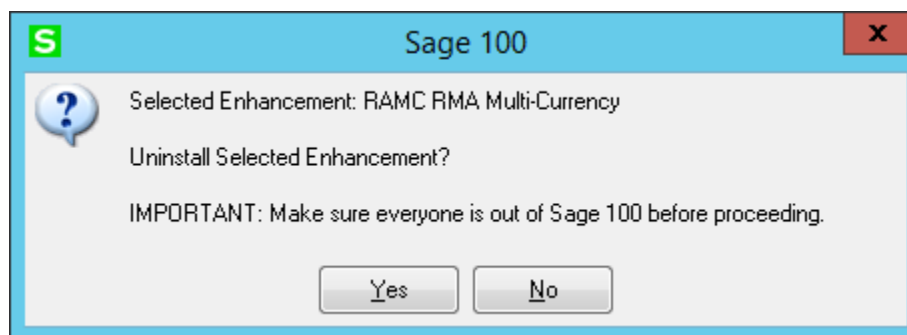 S Sage 100 x
?
Selected Enhancement: RAMC RMA Multi-Currency
Uninstall Selected Enhancement?
IMPORTANT: Make sure everyone is out of Sage 100 before proceeding.
Yes No